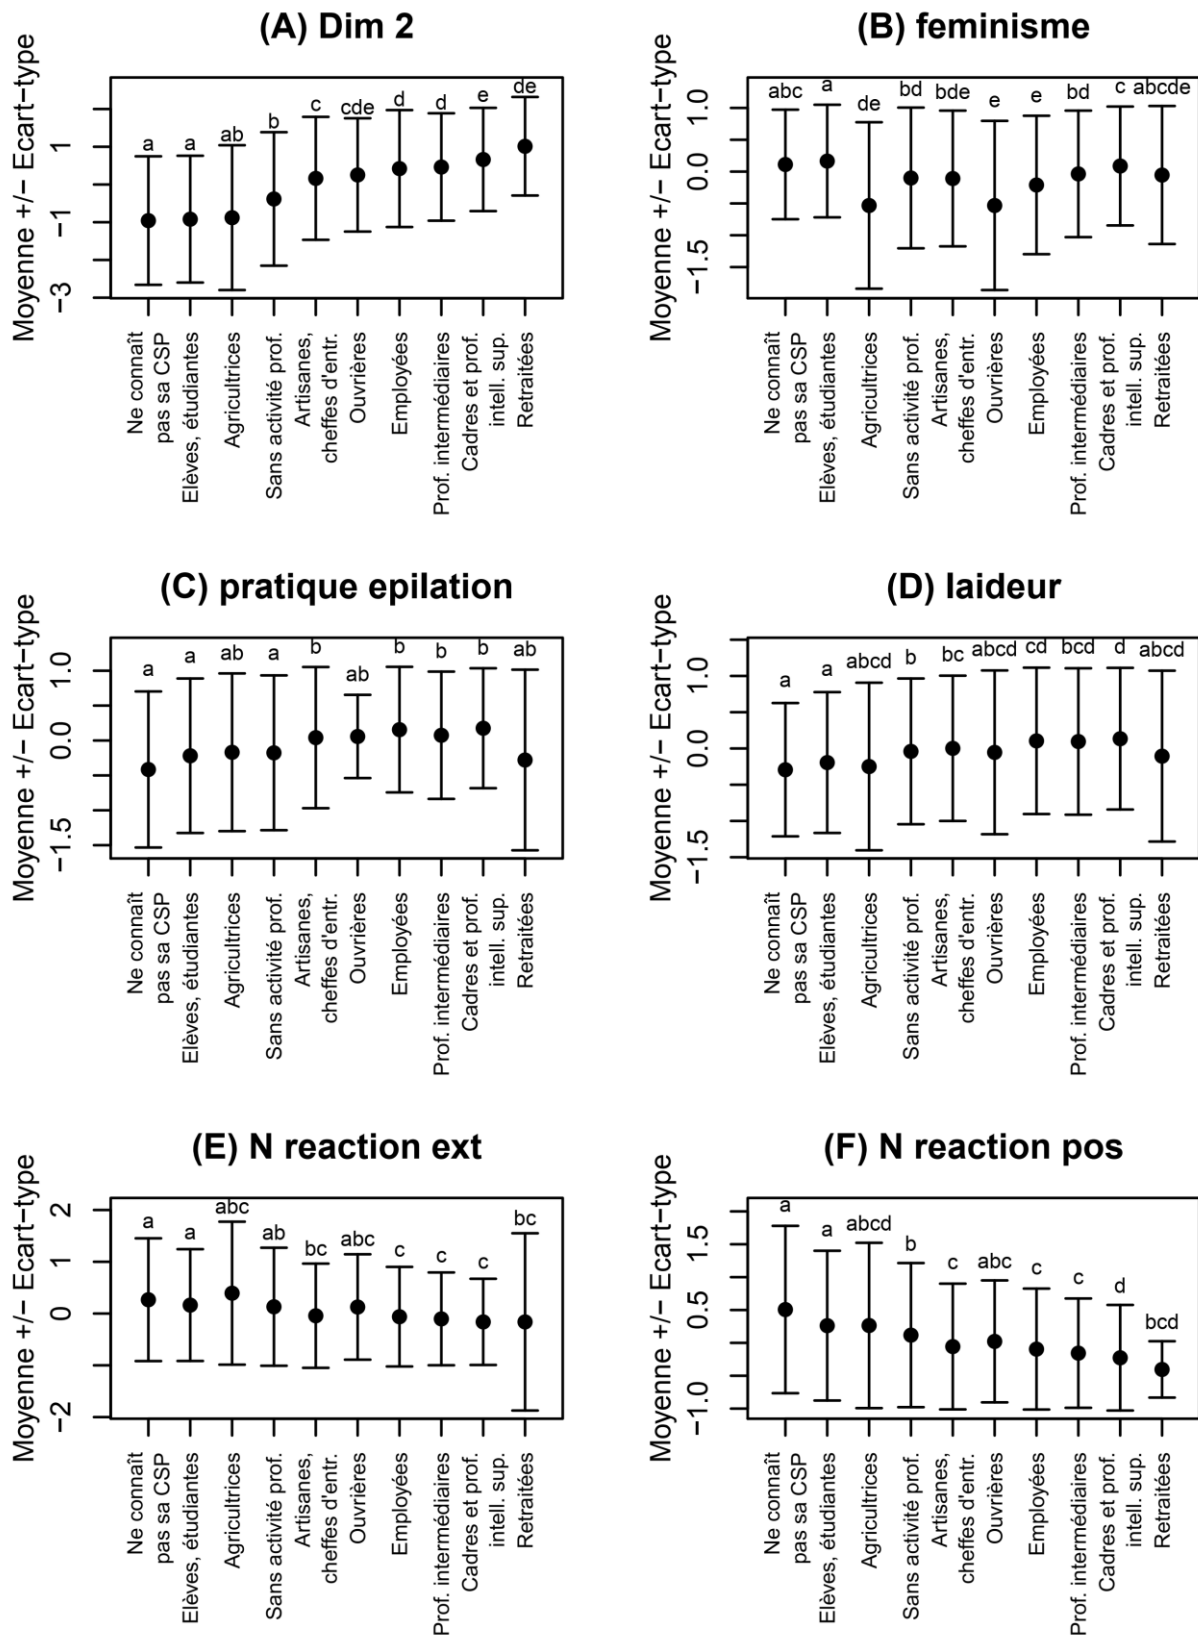 (A) Dim 2
Moyenne +/− Ecart−type
1
−1
−3
a a ab b c cde d d e de
Ne connaît
pas sa CSP
Elèves, étudiantes
Agricultrices
Sans activité prof.
Artisanes,
cheffes d'entr.
Ouvrières
Employées
Prof. intermédiaires
Cadres et prof.
intell. sup.
Retraitées
(B) feminisme
Moyenne +/− Ecart−type
1.0
0.0
−1.5
abc a de bd bde e e bd c abcde
Ne connaît
pas sa CSP
Elèves, étudiantes
Agricultrices
Sans activité prof.
Artisanes,
cheffes d'entr.
Ouvrières
Employées
Prof. intermédiaires
Cadres et prof.
intell. sup.
Retraitées
(C) pratique epilation
Moyenne +/− Ecart−type
1.0
0.0
−1.5
a a ab a b ab b b b ab
Ne connaît
pas sa CSP
Elèves, étudiantes
Agricultrices
Sans activité prof.
Artisanes,
cheffes d'entr.
Ouvrières
Employées
Prof. intermédiaires
Cadres et prof.
intell. sup.
Retraitées
(D) laideur
Moyenne +/− Ecart−type
1.0
0.0
−1.5
a a abcd b bc abcd cd bcd d abcd
Ne connaît
pas sa CSP
Elèves, étudiantes
Agricultrices
Sans activité prof.
Artisanes,
cheffes d'entr.
Ouvrières
Employées
Prof. intermédiaires
Cadres et prof.
intell. sup.
Retraitées
(E) N reaction ext
Moyenne +/− Ecart−type
2
1
0
−2
a a abc ab bc abc c c c bc
Ne connaît
pas sa CSP
Elèves, étudiantes
Agricultrices
Sans activité prof.
Artisanes,
cheffes d'entr.
Ouvrières
Employées
Prof. intermédiaires
Cadres et prof.
intell. sup.
Retraitées
(F) N reaction pos
Moyenne +/− Ecart−type
1.5
0.5
−1.0
a a abcd b c abc c c d bcd
Ne connaît
pas sa CSP
Elèves, étudiantes
Agricultrices
Sans activité prof.
Artisanes,
cheffes d'entr.
Ouvrières
Employées
Prof. intermédiaires
Cadres et prof.
intell. sup.
Retraitées